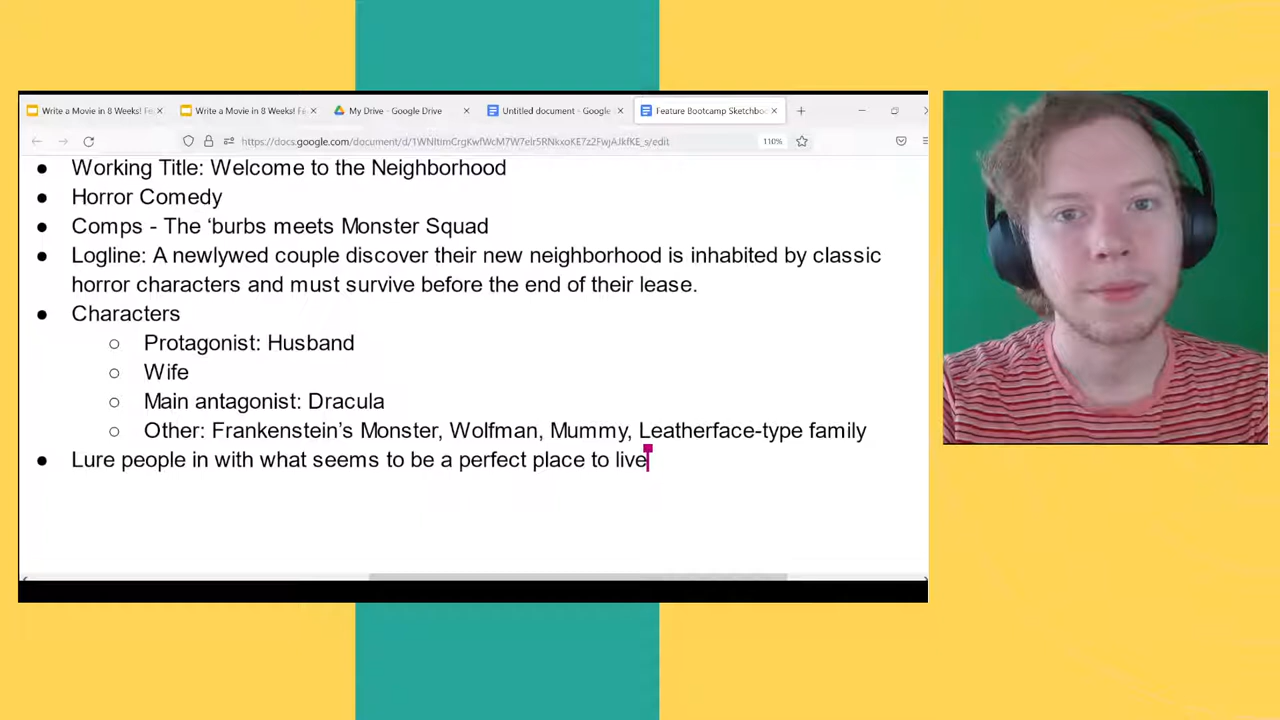 Write a Movie in 8 Weeks! Fe
Write a Movie in 8 Weeks! Fe
My Drive - Google Drive
Untitled document - Google
Feature Bootcamp Sketchboo
110%
● Working Title: Welcome to the Neighborhood
● Horror Comedy
● Comps - The ‘burbs meets Monster Squad
● Logline: A newlywed couple discover their new neighborhood is inhabited by classic
horror characters and must survive before the end of their lease.
● Characters
○ Protagonist: Husband
○ Wife
○ Main antagonist: Dracula
○ Other: Frankenstein’s Monster, Wolfman, Mummy, Leatherface-type family
● Lure people in with what seems to be a perfect place to live